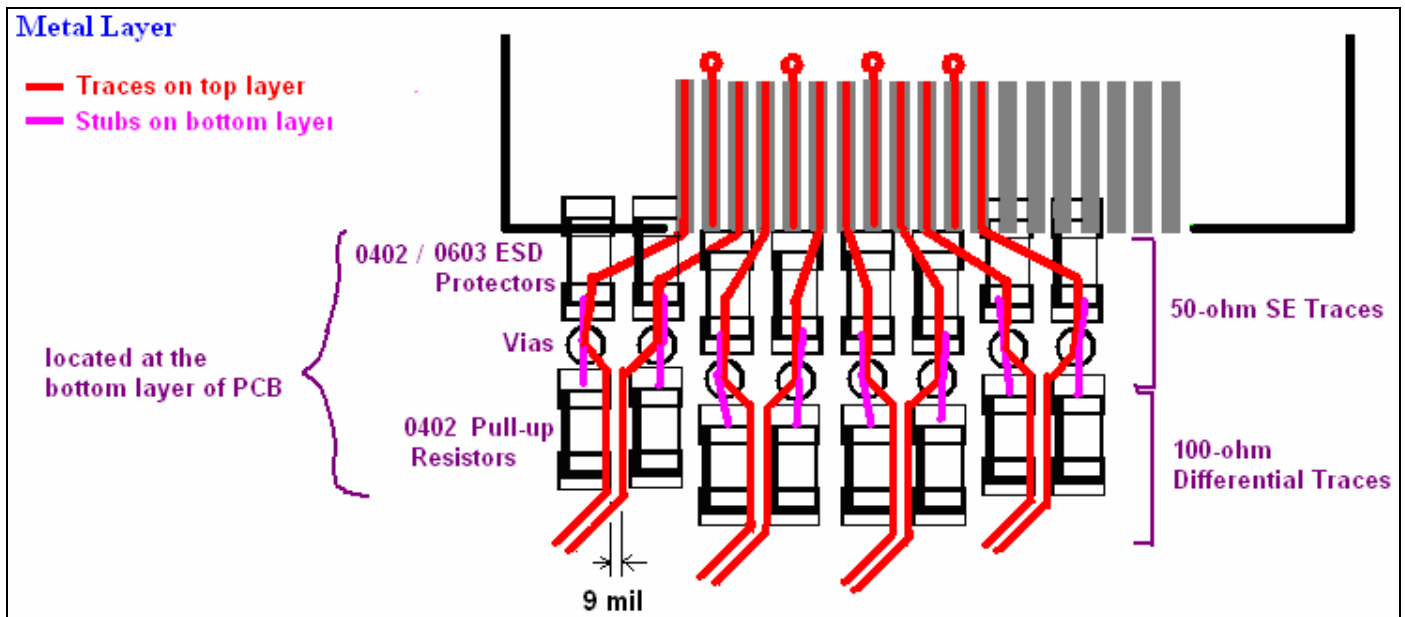 Metal Layer
Traces on top layer
Stubs on bottom layer
0402 / 0603 ESD
Protectors
Vias
located at the
bottom layer of PCB
0402 Pull-up
Resistors
50-ohm SE Traces
100-ohm
Differential Traces
9 mil